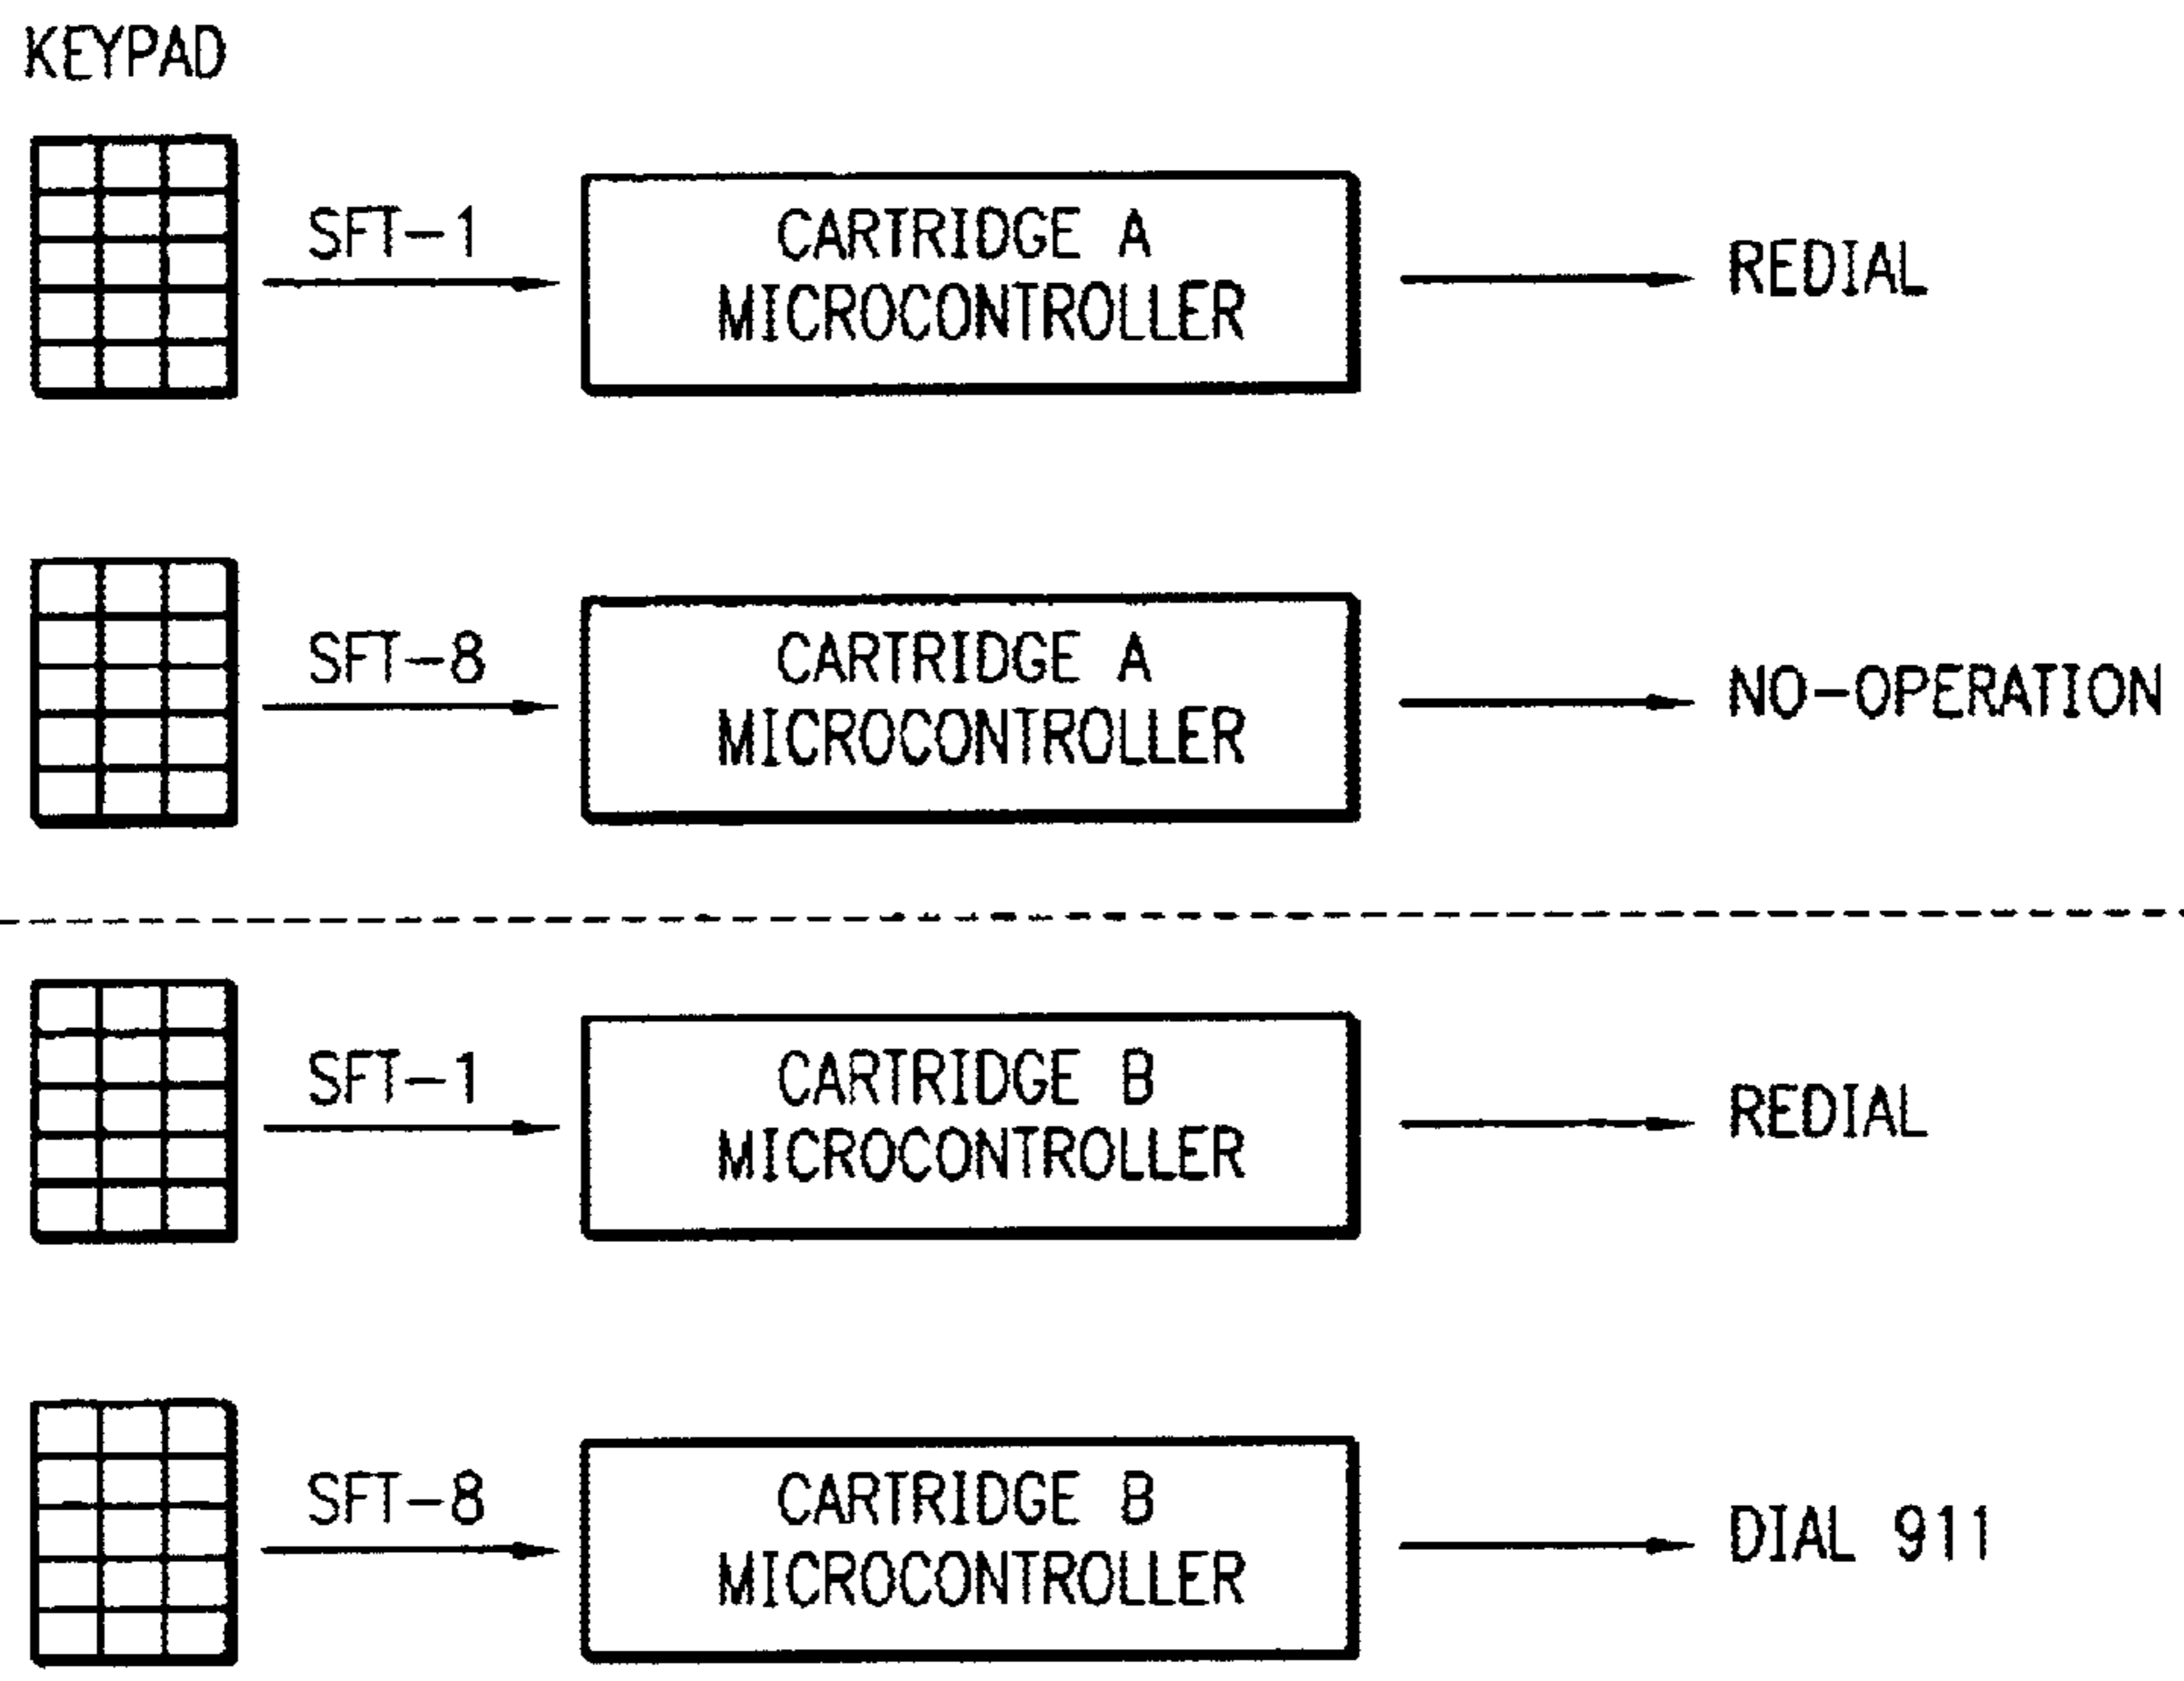 KEYPAD
SFT-1
CARTRIDGE A
MICROCONTROLLER
REDIAL
SFT-8
CARTRIDGE A
MICROCONTROLLER
NO-OPERATION
SFT-1
CARTRIDGE B
MICROCONTROLLER
REDIAL
SFT-8
CARTRIDGE B
MICROCONTROLLER
DIAL 911